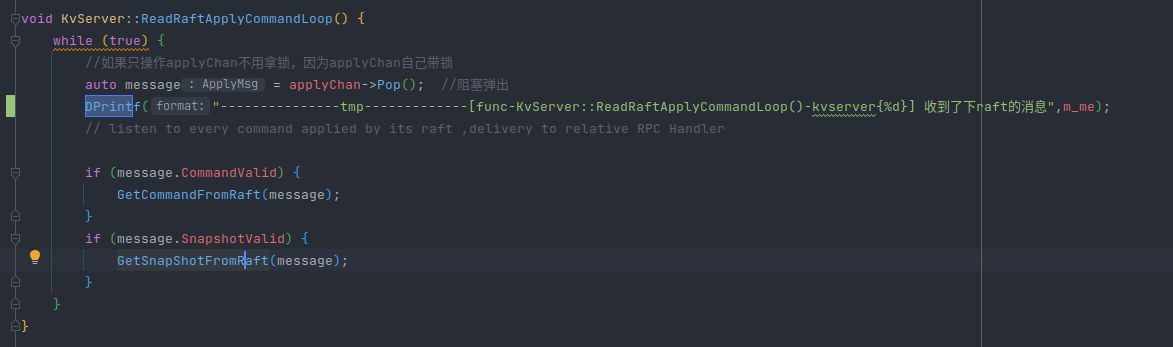 void KvServer::ReadRaftApplyCommandLoop() {
    while (true) {
        //如果只操作applyChan不用拿锁，因为applyChan自己带锁
        auto message : ApplyMsg = applyChan->Pop();  //阻塞弹出
        DPrintf( format: "---------------tmp-------------[func-KvServer::ReadRaftApplyCommandLoop()-kvserver{%d}] 收到了下raft的消息",m_me);
        // listen to every command applied by its raft ,delivery to relative RPC Handler
        if (message.CommandValid) {
            GetCommandFromRaft(message);
        }
        if (message.SnapshotValid) {
            GetSnapShotFromRaft(message);
        }
    }
}